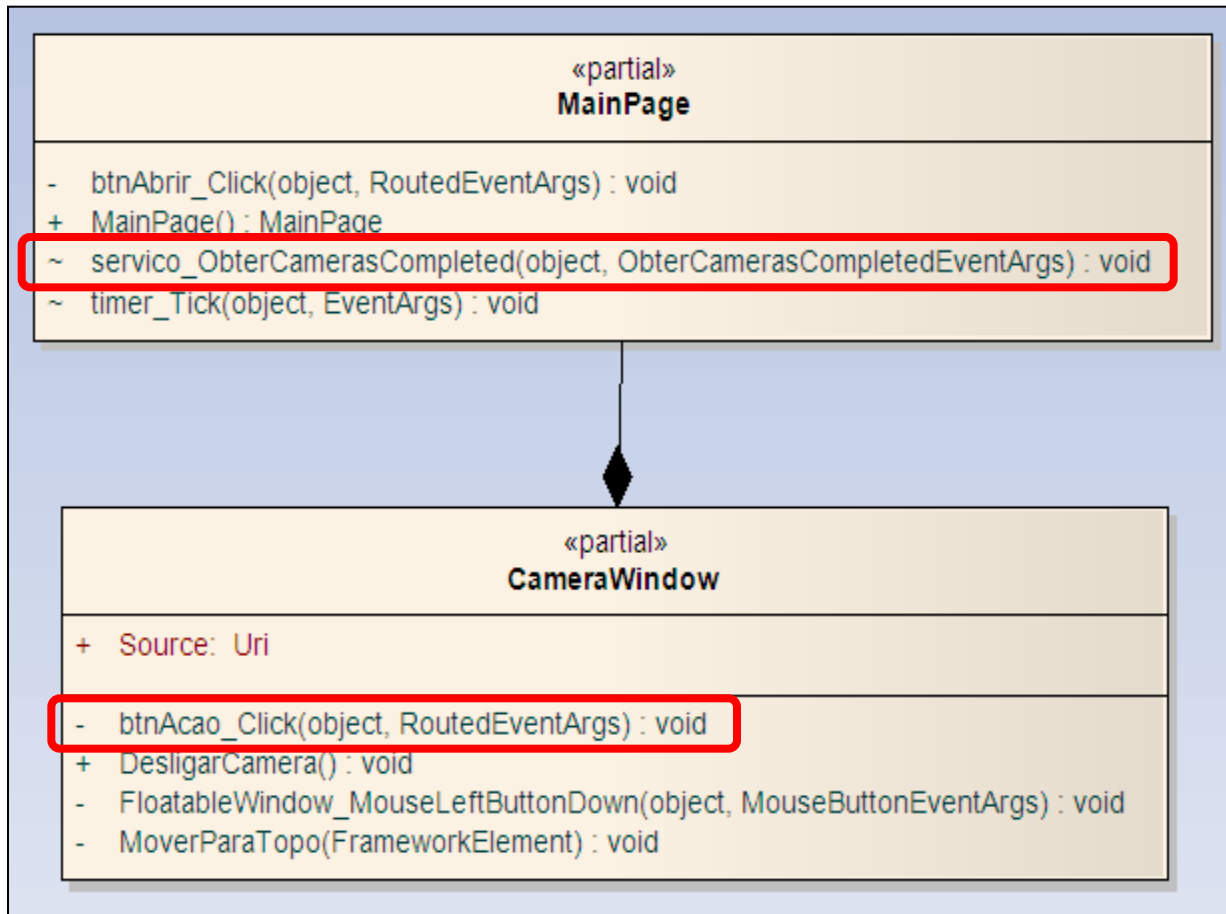 «partial»
MainPage
- btnAbrir_Click(object, RoutedEventArgs) : void
+ MainPage() : MainPage
~ servico_ObterCamerasCompleted(object, ObterCamerasCompletedEventArgs) : void
~ timer_Tick(object, EventArgs) : void
«partial»
CameraWindow
+ Source: Uri
- btnAcao_Click(object, RoutedEventArgs) : void
+ DesligarCamera() : void
- FloatableWindow_MouseLeftButtonDown(object, MouseButtonEventArgs) : void
- MoverParaTopo(FrameworkElement) : void